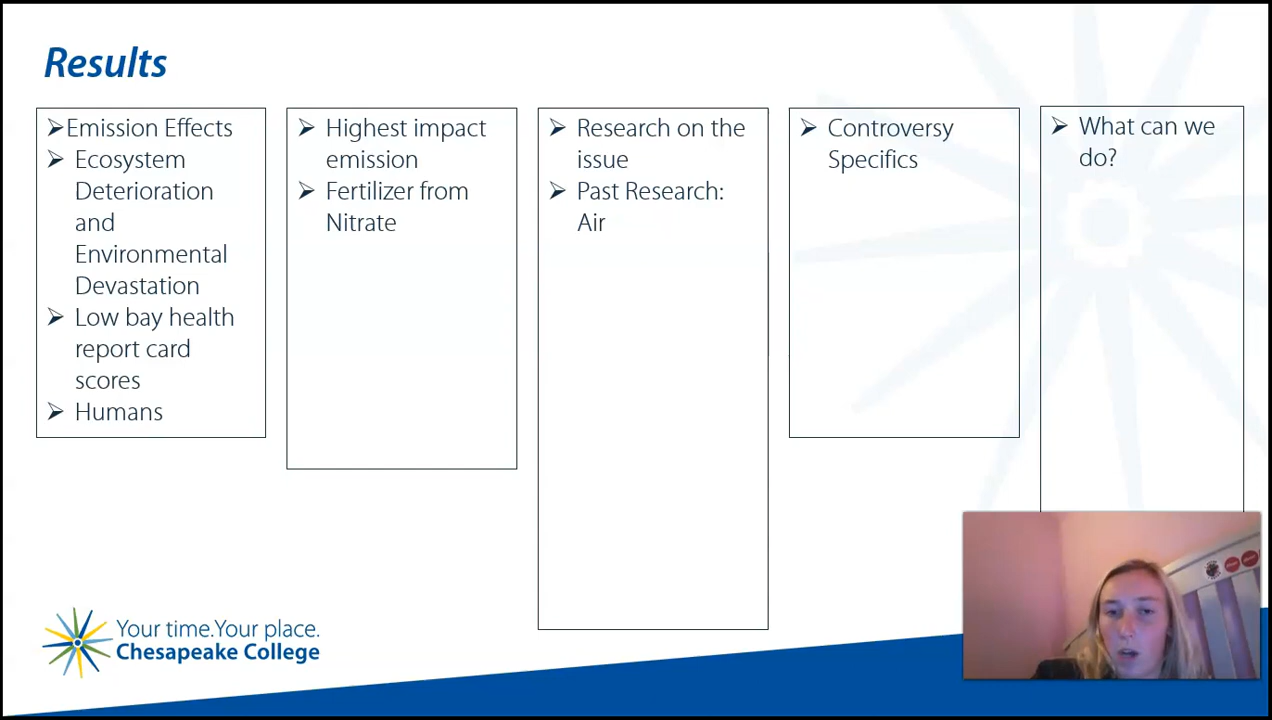 Results
➢Emission Effects
➢ Ecosystem
Deterioration
and
Environmental
Devastation
➢ Low bay health
report card
scores
➢ Humans
➢ Highest impact
emission
➢ Fertilizer from
Nitrate
➢ Research on the
issue
➢ Past Research:
Air
➢ Controversy
Specifics
➢ What can we
do?
Your time.Your place.
Chesapeake College